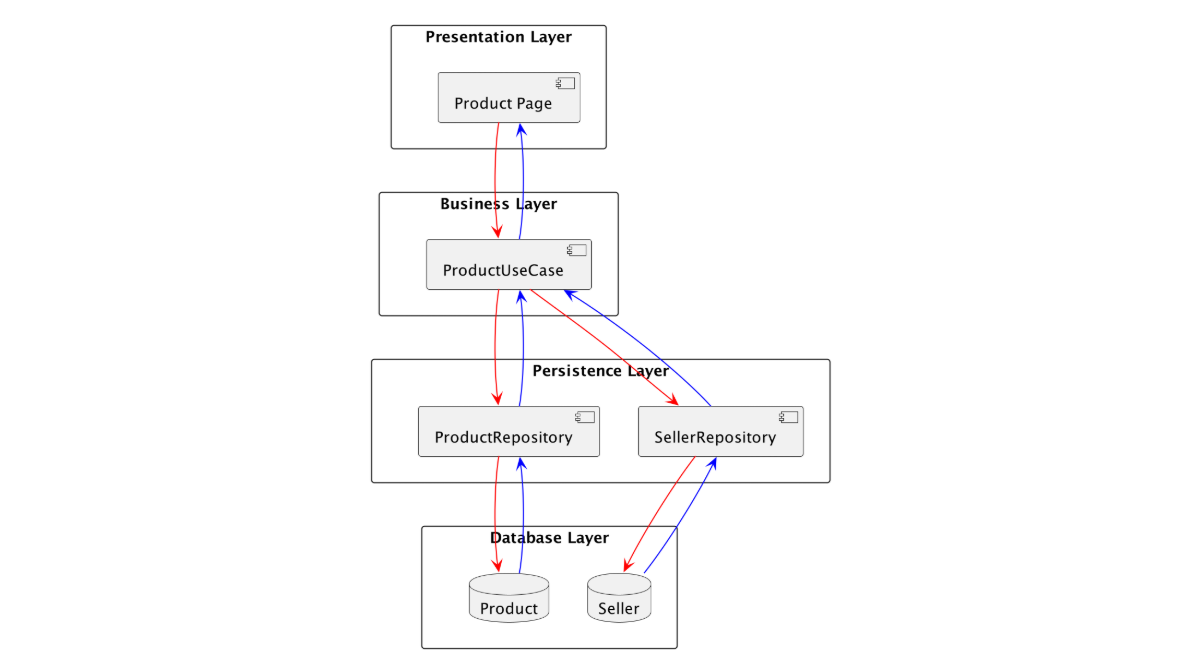 Presentation Layer
Product Page
Business Layer
ProductUseCase
Persistence Layer
ProductRepository
SellerRepository
Database Layer
Product
Seller